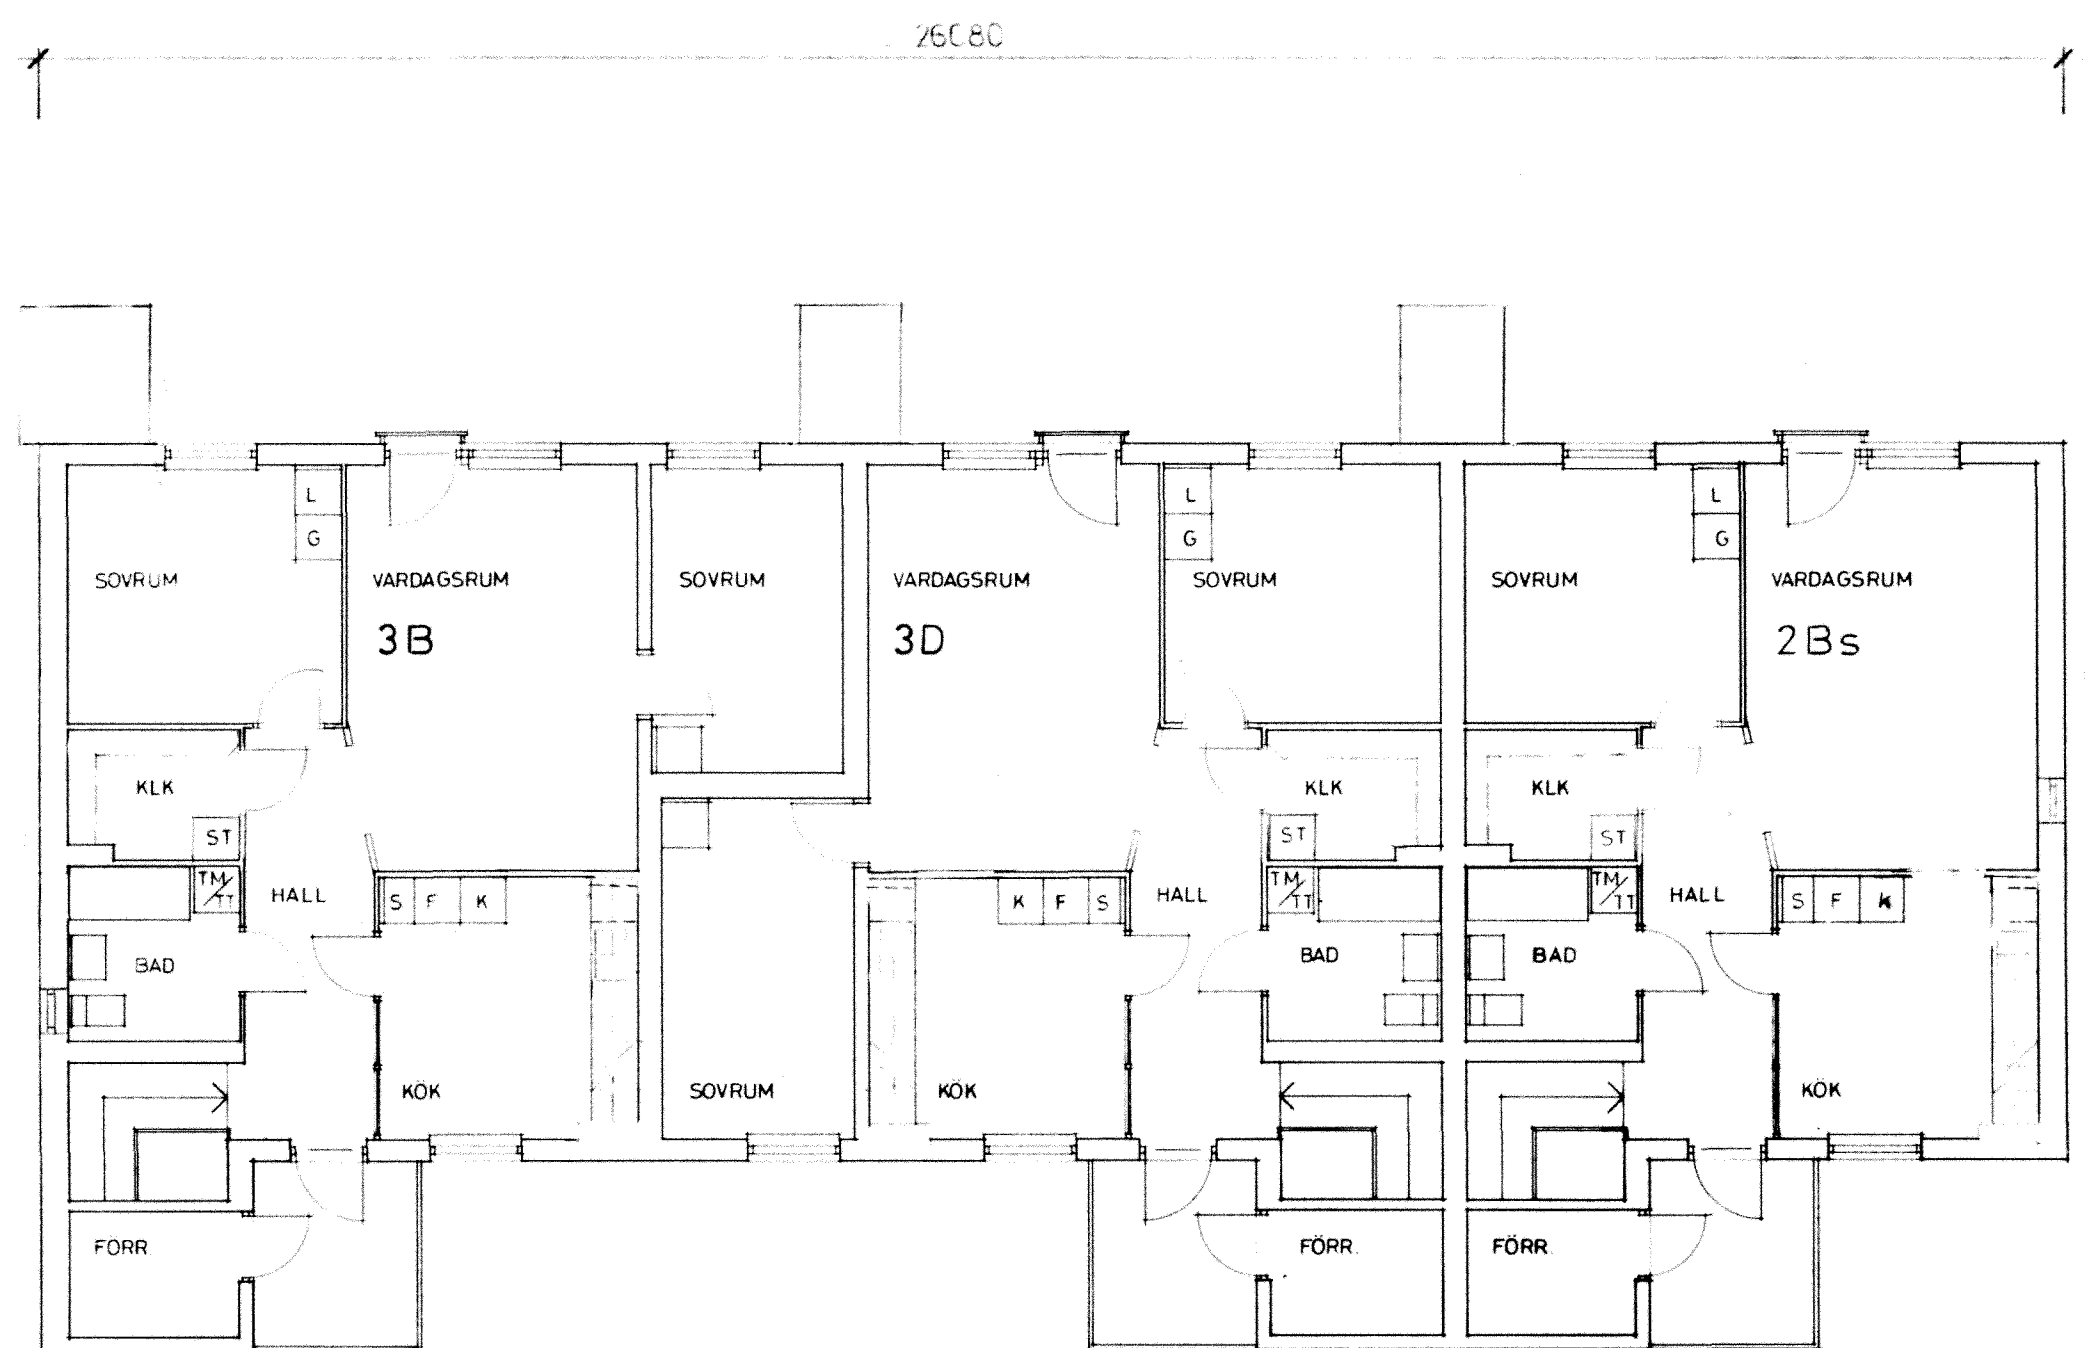 26080
L
L
L
G
G
G
SOVRUM
VARDAGSRUM
SOVRUM
VARDAGSRUM
SOVRUM
SOVRUM
VARDAGSRUM
3B
3D
2Bs
KLK
KLK
KLK
ST
ST
ST
TM/TT
HALL
S F K
K F S
HALL
TM/TT
TM/TT
HALL
S F K
BAD
BAD
BAD
KÖK
SOVRUM
KÖK
KÖK
FÖRR.
FÖRR.
FÖRR.